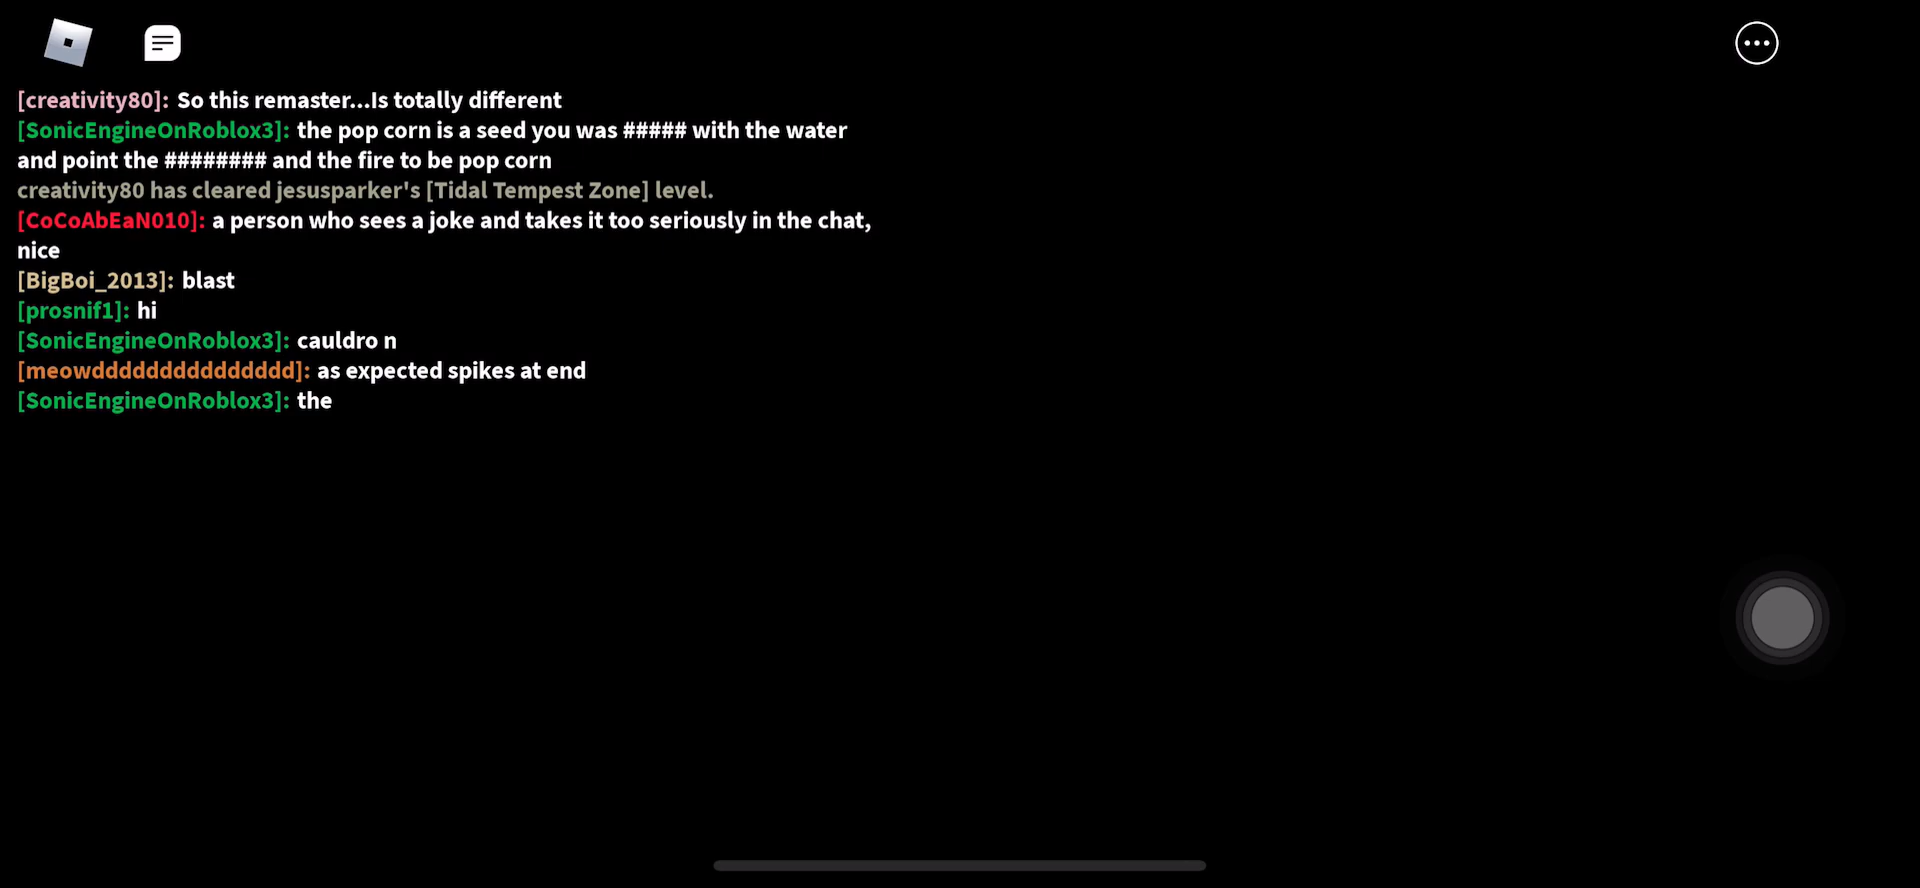 [creativity80]: So this remaster...Is totally different
[SonicEngineOnRoblox3]: the pop corn is a seed you was ##### with the water
and point the ######## and the fire to be pop corn
creativity80 has cleared jesusparker's [Tidal Tempest Zone] level.
[CoCoAbEaN010]: a person who sees a joke and takes it too seriously in the chat,
nice
[BigBoi_2013]: blast
[prosnif1]: hi
[SonicEngineOnRoblox3]: cauldro n
[meowddddddddddddddd]: as expected spikes at end
[SonicEngineOnRoblox3]: the